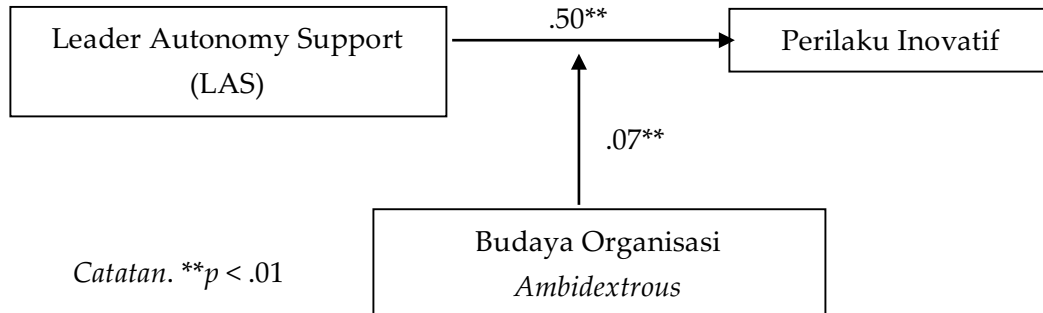 .50**
Leader Autonomy Support
(LAS)
Perilaku Inovatif
.07**
Budaya Organisasi
Ambidextrous
Catatan. **p < .01